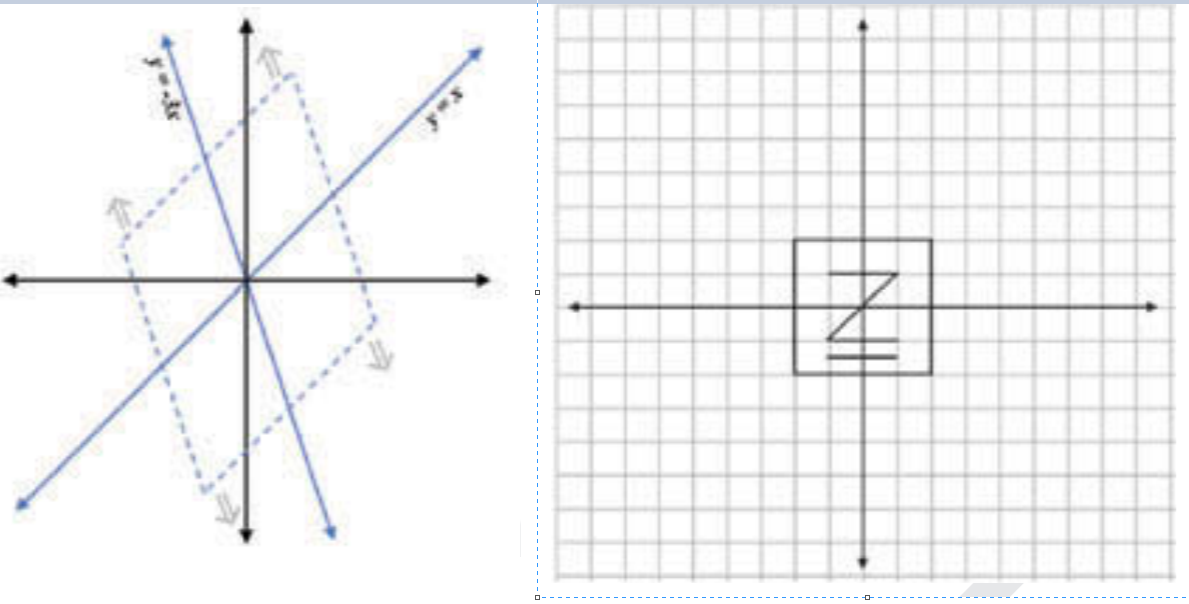 y = -3x
y = x
Z